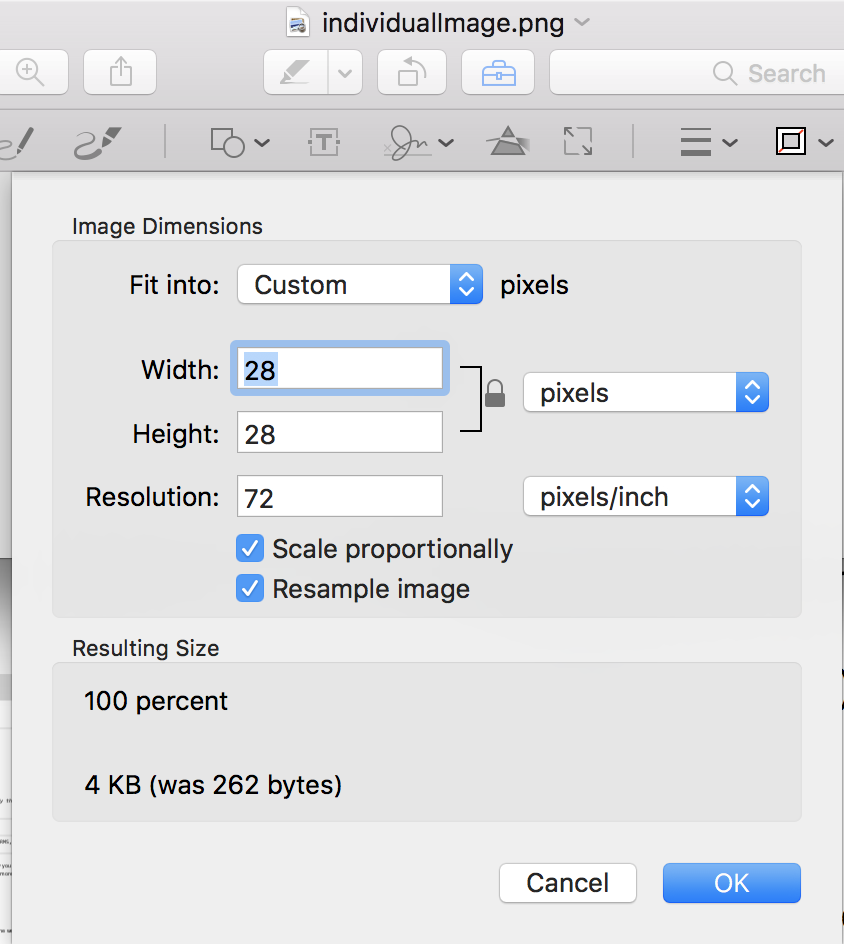 individualImage.png
Search
T
Image Dimensions
Fit into: Custom pixels
Width: 28
pixels
Height: 28
Resolution: 72 pixels/inch
Scale proportionally
Resample image
Resulting Size
100 percent
4 KB (was 262 bytes)
Cancel OK